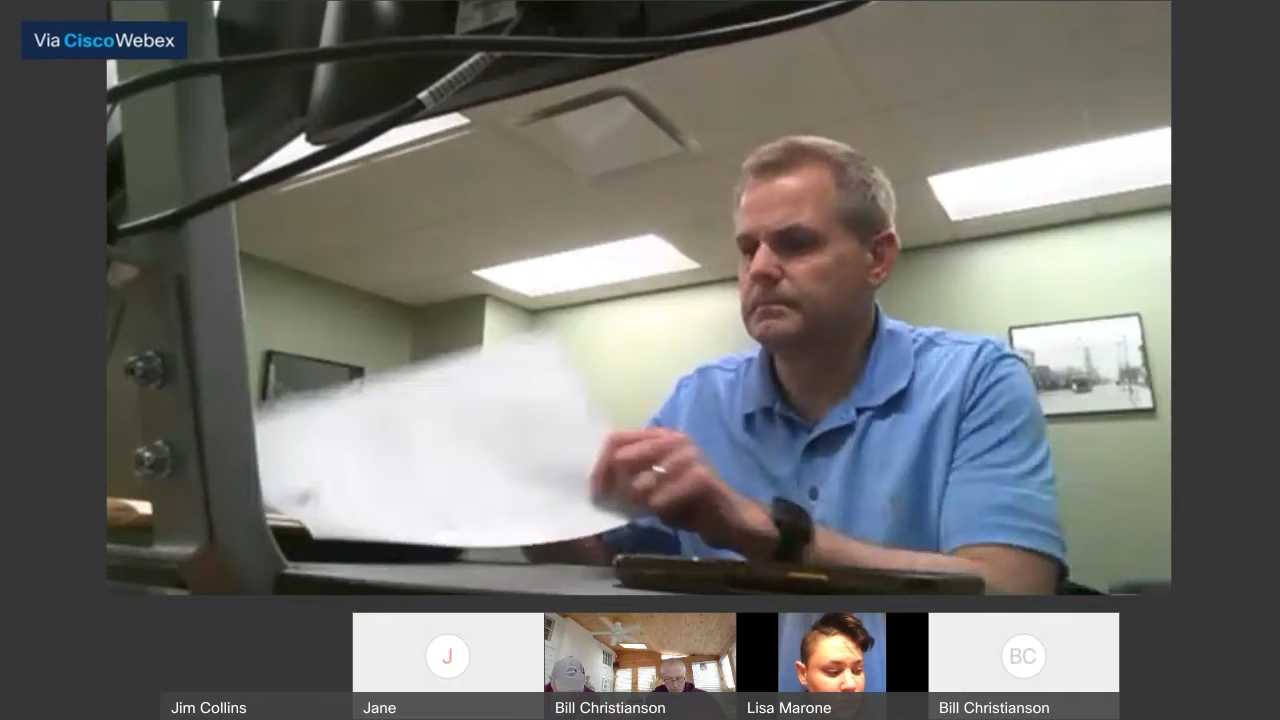 Via CiscoWebex
J
BC
Jim Collins
Jane
Bill Christianson
Lisa Marone
Bill Christianson